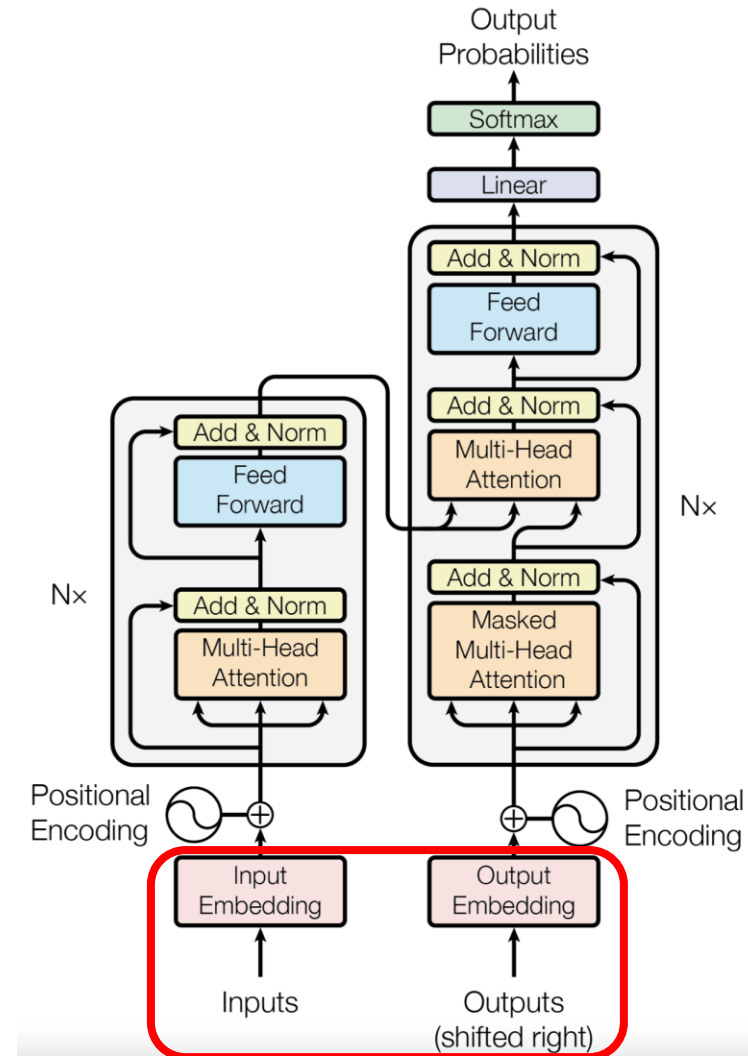 Output
Probabilities
Softmax
Linear
Add & Norm
Feed
Forward
Add & Norm
Multi-Head
Attention
Add & Norm
Masked
Multi-Head
Attention
Nx
Add & Norm
Feed
Forward
Add & Norm
Multi-Head
Attention
Nx
Positional
Encoding
Positional
Encoding
Input
Embedding
Output
Embedding
Inputs
Outputs
(shifted right)